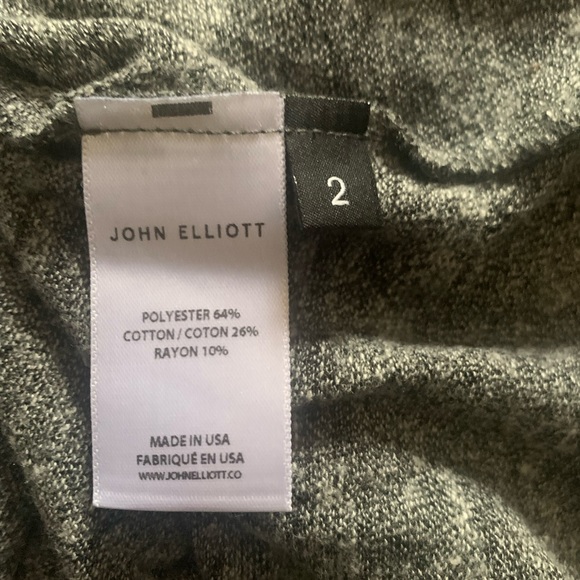 JOHN ELLIOTT
2
POLYESTER 64%
COTTON / COTON 26%
RAYON 10%
MADE IN USA
FABRIQUÉ EN USA
WWW.JOHNELLIOTT.CO